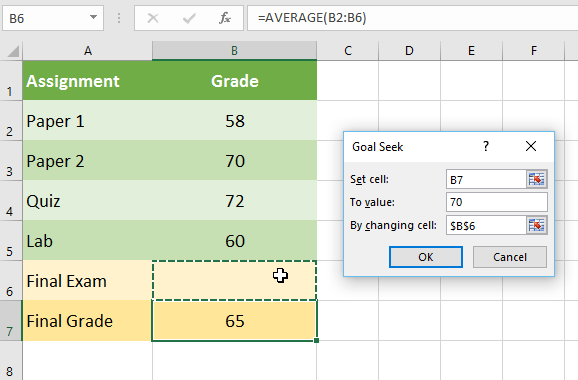 B6 fx =AVERAGE(B2:B6)
A B C D E F
1 Assignment Grade
2 Paper 1 58
3 Paper 2 70
4 Quiz 72
5 Lab 60
6 Final Exam
7 Final Grade 65
8
Goal Seek ?
Set cell: B7
To value: 70
By changing cell: $B$6
OK Cancel